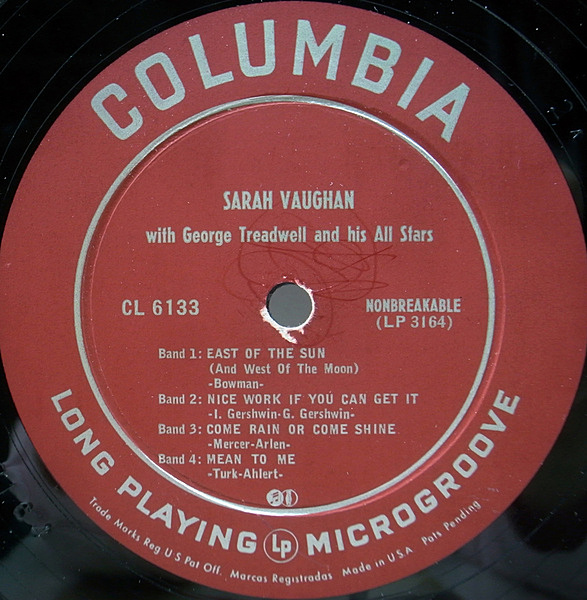 COLUMBIA
SARAH VAUGHAN
with George Treadwell and his All Stars
CL 6133
NONBREAKABLE
(LP 3164)
Band 1: EAST OF THE SUN
(And West Of The Moon)
-Bowman-
Band 2: NICE WORK IF YOU CAN GET IT
-I. Gershwin-G. Gershwin-
Band 3: COME RAIN OR COME SHINE
-Mercer-Arlen-
Band 4: MEAN TO ME
-Turk-Ahlert-
LONG PLAYING LP MICROGROOVE
Trade Marks Reg U S Pat Off. Marcas Registradas Made in U.S.A Pats Pending